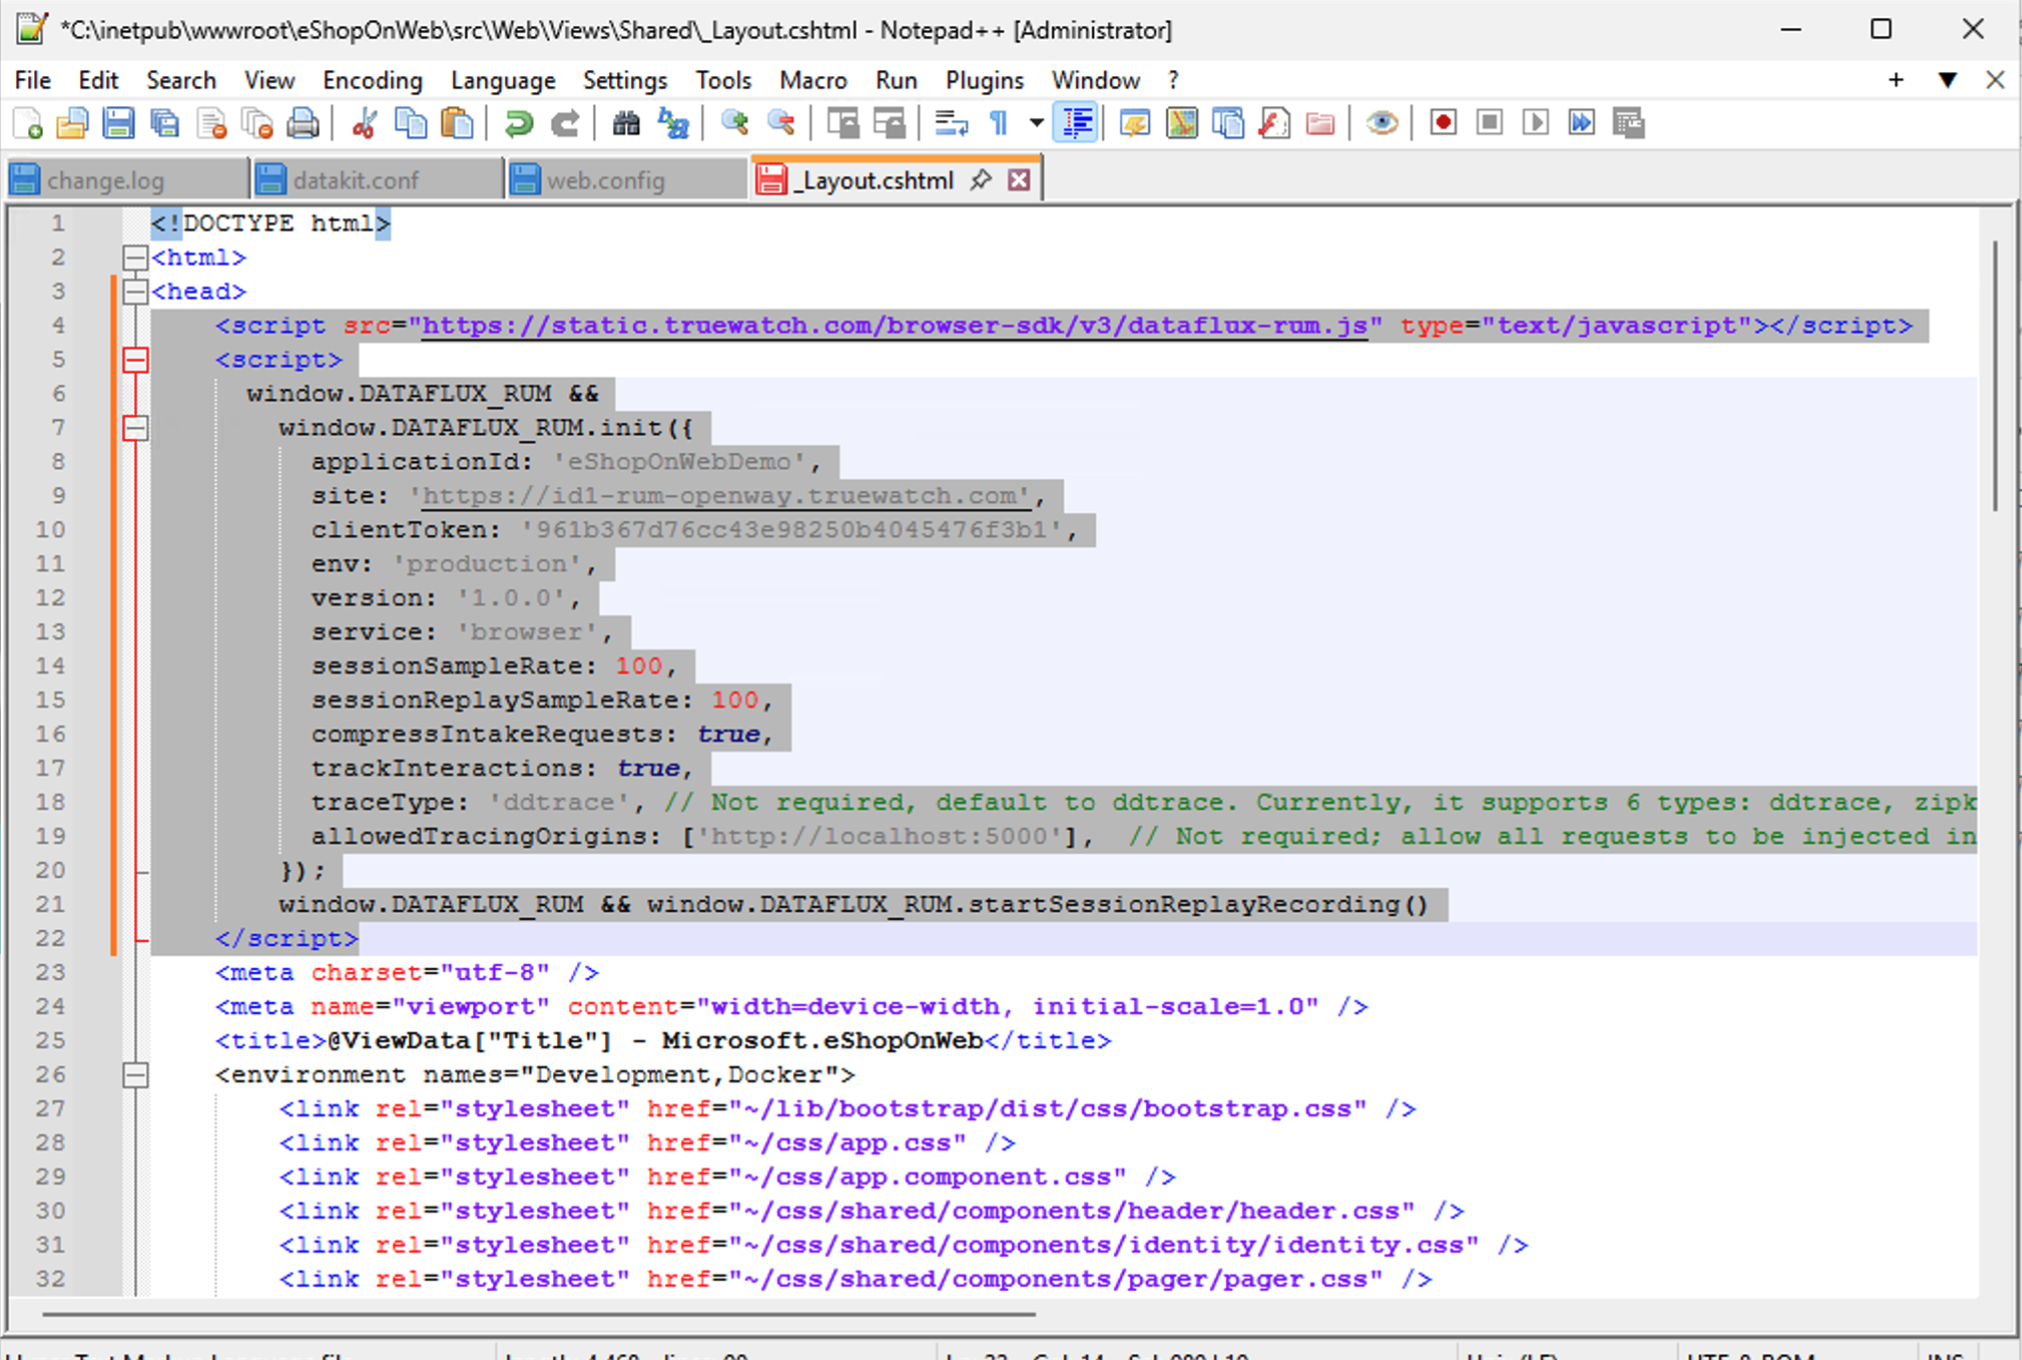 *C:\inetpub\wwwroot\eShopOnWeb\src\Web\Views\Shared\_Layout.cshtml - Notepad++ [Administrator]
File Edit Search View Encoding Language Settings Tools Macro Run Plugins Window ?
change.log datakit.conf web.config _Layout.cshtml
1 <!DOCTYPE html>
2 <html>
3 <head>
4 <script src="https://static.truewatch.com/browser-sdk/v3/dataflux-rum.js" type="text/javascript"></script>
5 <script>
6 window.DATAFLUX_RUM &&
7 window.DATAFLUX_RUM.init({
8 applicationId: 'eShopOnWebDemo',
9 site: 'https://id1-rum-openway.truewatch.com',
10 clientToken: '961b367d76cc43e98250b4045476f3b1',
11 env: 'production',
12 version: '1.0.0',
13 service: 'browser',
14 sessionSampleRate: 100,
15 sessionReplaySampleRate: 100,
16 compressIntakeRequests: true,
17 trackInteractions: true,
18 traceType: 'ddtrace', // Not required, default to ddtrace. Currently, it supports 6 types: ddtrace, zipk
19 allowedTracingOrigins: ['http://localhost:5000'], // Not required; allow all requests to be injected in
20 });
21 window.DATAFLUX_RUM && window.DATAFLUX_RUM.startSessionReplayRecording()
22 </script>
23 <meta charset="utf-8" />
24 <meta name="viewport" content="width=device-width, initial-scale=1.0" />
25 <title>@ViewData["Title"] - Microsoft.eShopOnWeb</title>
26 <environment names="Development,Docker">
27 <link rel="stylesheet" href="~/lib/bootstrap/dist/css/bootstrap.css" />
28 <link rel="stylesheet" href="~/css/app.css" />
29 <link rel="stylesheet" href="~/css/app.component.css" />
30 <link rel="stylesheet" href="~/css/shared/components/header/header.css" />
31 <link rel="stylesheet" href="~/css/shared/components/identity/identity.css" />
32 <link rel="stylesheet" href="~/css/shared/components/pager/pager.css" />